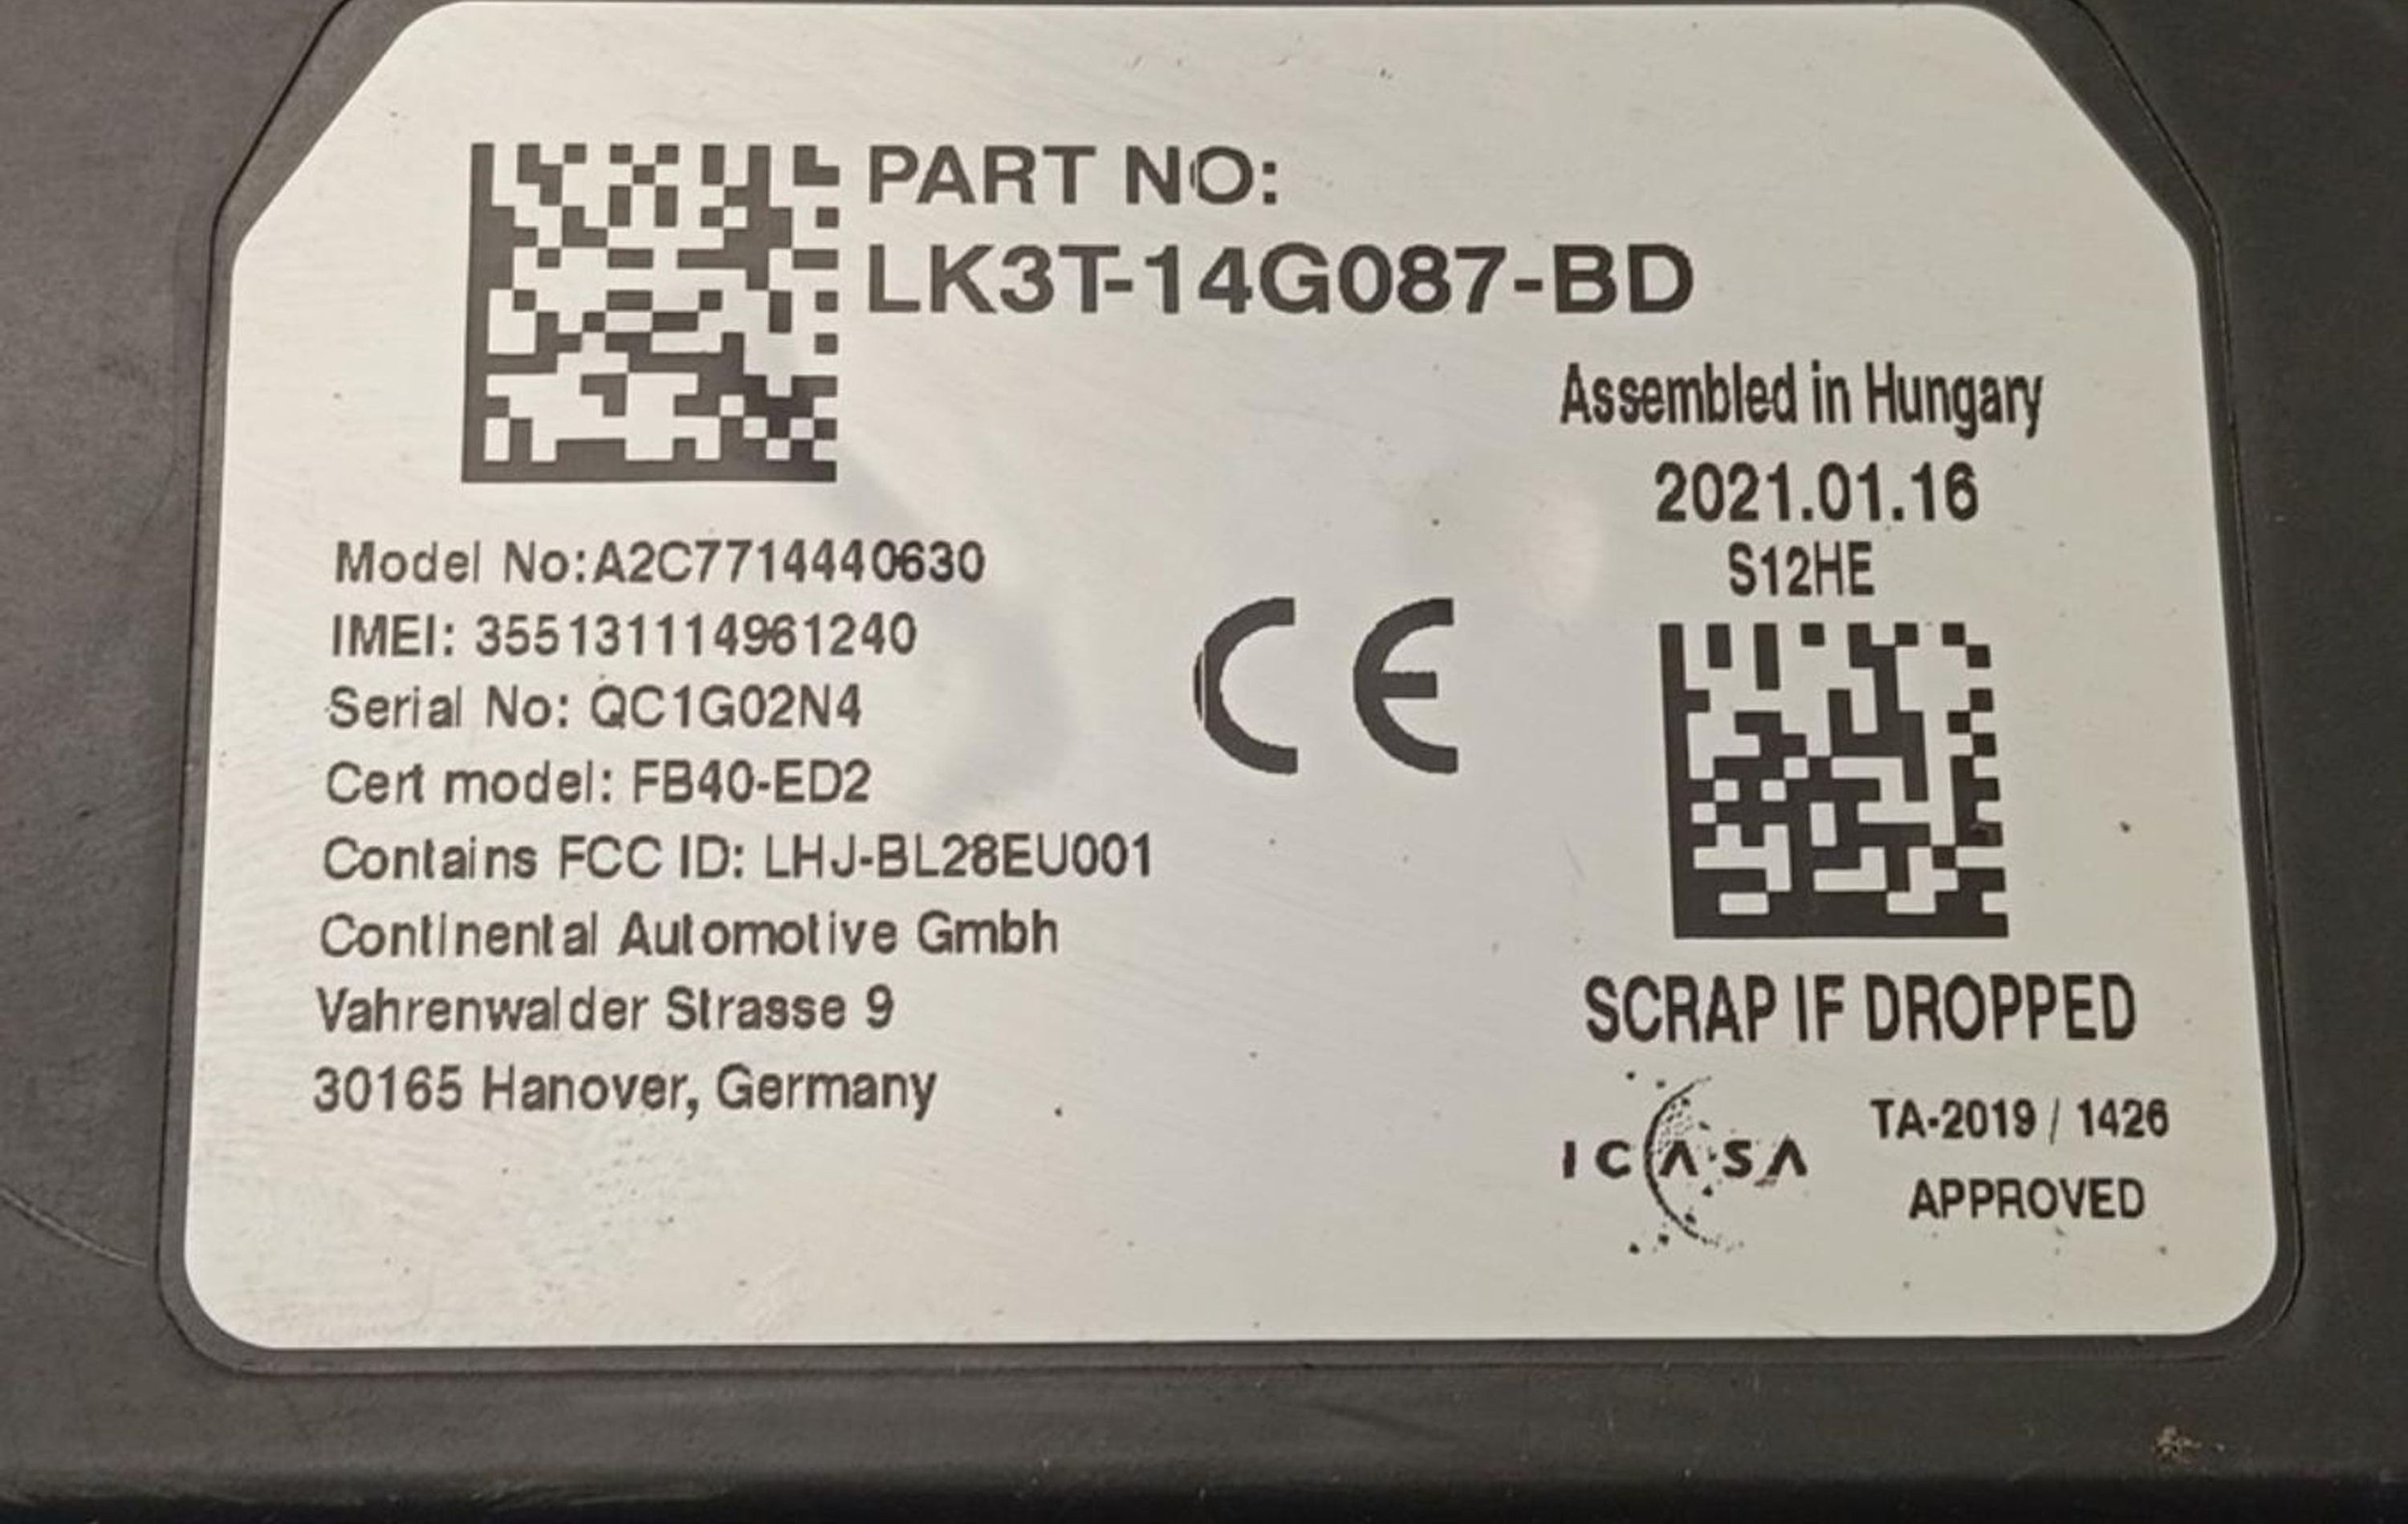 PART NO:
LK3T-14G087-BD
Assembled in Hungary
2021.01.16
S12HE
Model No:A2C7714440630
IMEI: 355131114961240
Serial No: QC1G02N4
Cert model: FB40-ED2
Contains FCC ID: LHJ-BL28EU001
Continental Automotive Gmbh
Vahrenwalder Strasse 9
30165 Hanover, Germany
CE
SCRAP IF DROPPED
ICASA
TA-2019 / 1426
APPROVED